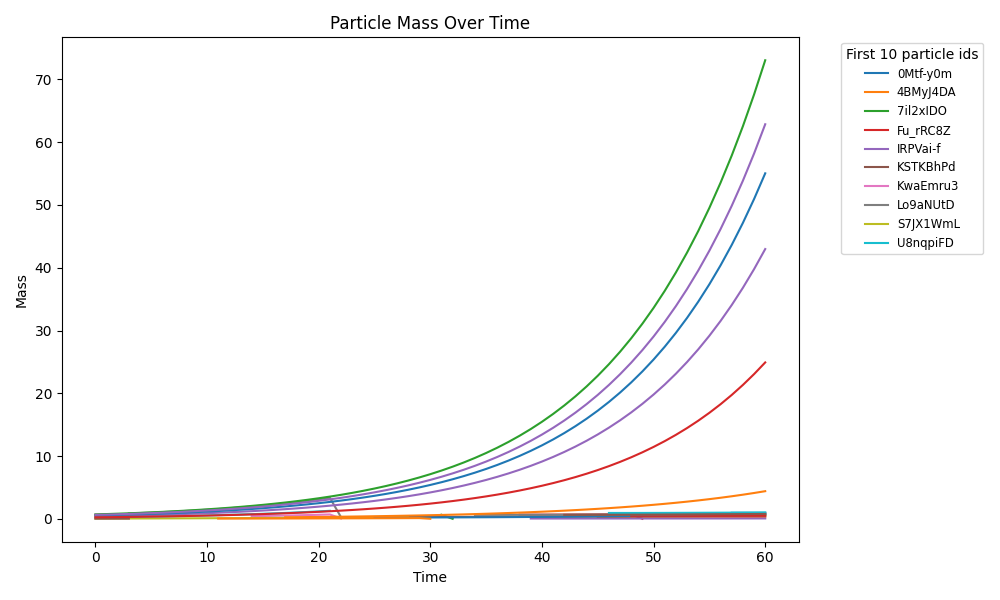 Particle Mass Over Time
Mass
70
60
50
40
30
20
10
0
0 10 20 30 40 50 60
Time
First 10 particle ids
0Mtf-y0m
4BMyJ4DA
7il2xIDO
Fu_rRC8Z
IRPVai-f
KSTKBhPd
KwaEmru3
Lo9aNUtD
S7JX1WmL
U8nqpiFD